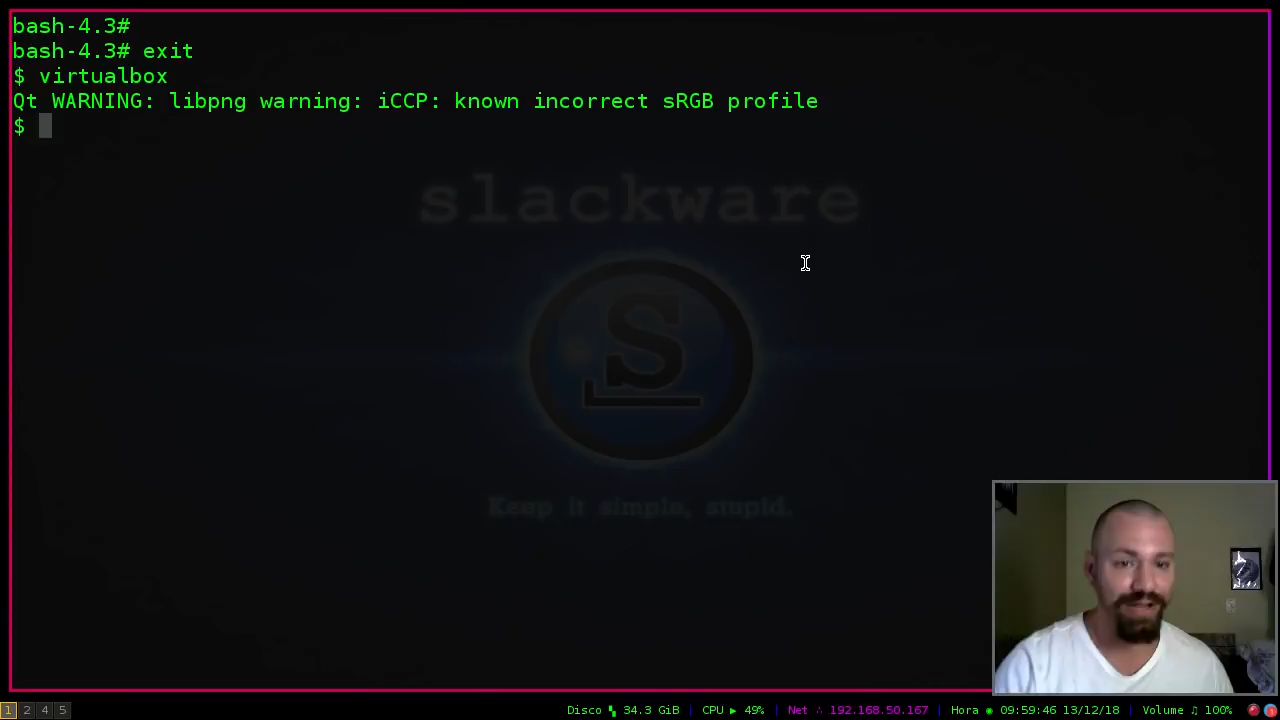 bash-4.3#
bash-4.3# exit
$ virtualbox
Qt WARNING: libpng warning: iCCP: known incorrect sRGB profile
$
slackware
S
Keep it simple, stupid.
1 2 4 5 Disco 34.3 GiB | CPU ▶ 49% | Net ∴ 192.168.50.167 | Hora ◉ 09:59:46 13/12/18 | Volume ♫ 100%